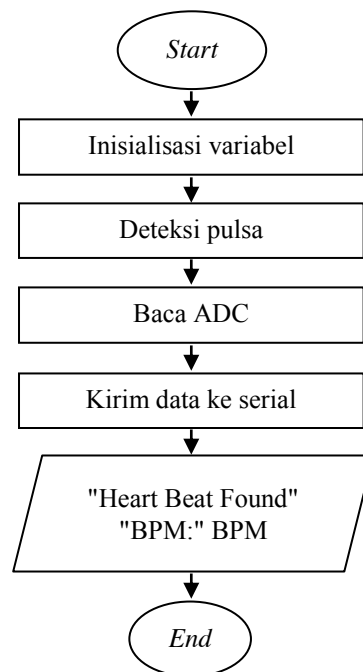 Start
Inisialisasi variabel
Deteksi pulsa
Baca ADC
Kirim data ke serial
"Heart Beat Found"
"BPM:" BPM
End